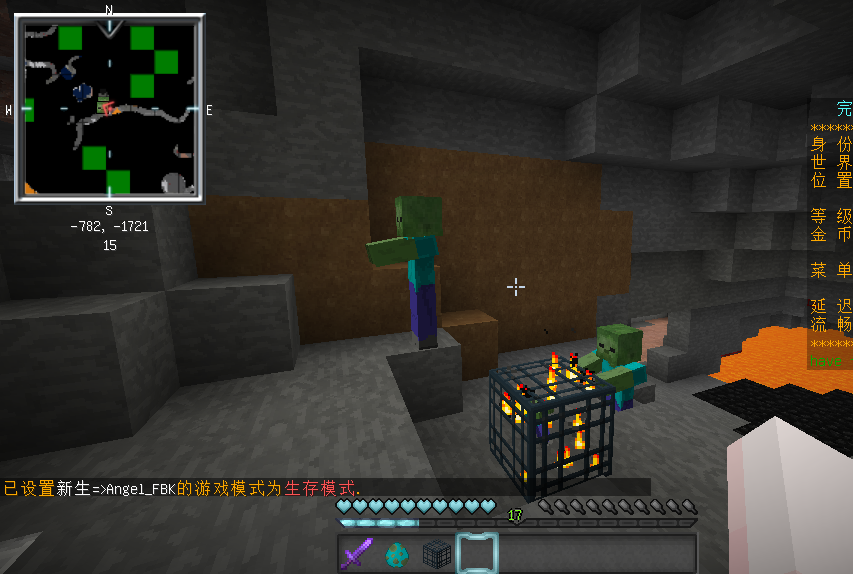 N
W
E
S
-782, -1721
15
完
******
身 份
世 界
位 置
等 级
金 币
菜 单
延 迟
流 畅
******
已设置新生=>Angel_FBK的游戏模式为生存模式.
17